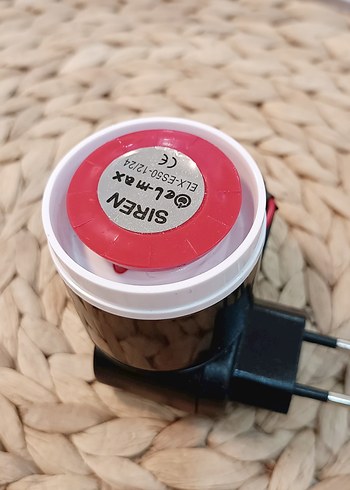 SIREN
el-max
ELX-ES50-12/24
CE